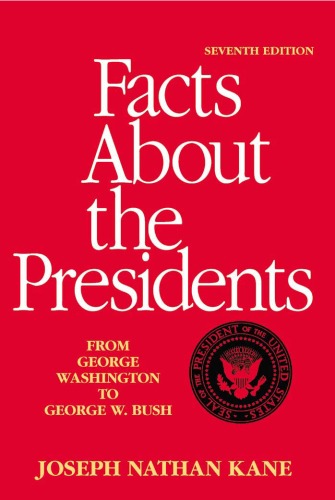 SEVENTH EDITION
Facts
About
the
Presidents
FROM
GEORGE
WASHINGTON
TO
GEORGE W. BUSH
SEAL OF THE PRESIDENT OF THE UNITED STATES
JOSEPH NATHAN KANE